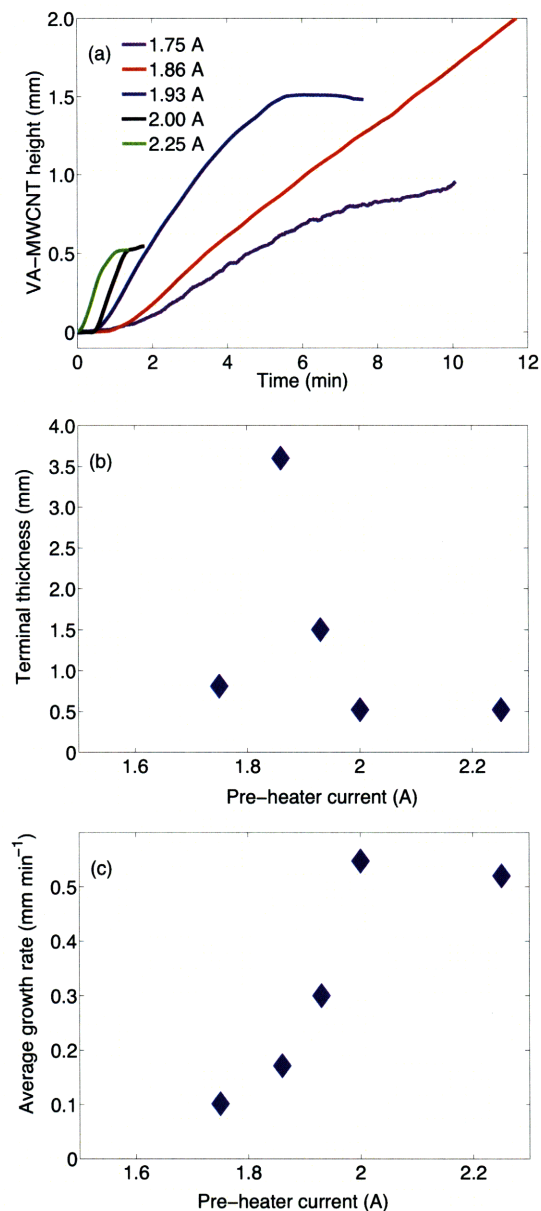 (a)
1.75 A
1.86 A
1.93 A
2.00 A
2.25 A
VA−MWCNT height (mm)
2.0
1.5
1.0
0.5
0
0 2 4 6 8 10 12
Time (min)
(b)
Terminal thickness (mm)
4.0
3.5
3.0
2.5
2.0
1.5
1.0
0.5
0
1.6 1.8 2 2.2
Pre−heater current (A)
(c)
Average growth rate (mm min⁻¹)
0.5
0.4
0.3
0.2
0.1
0
1.6 1.8 2 2.2
Pre−heater current (A)